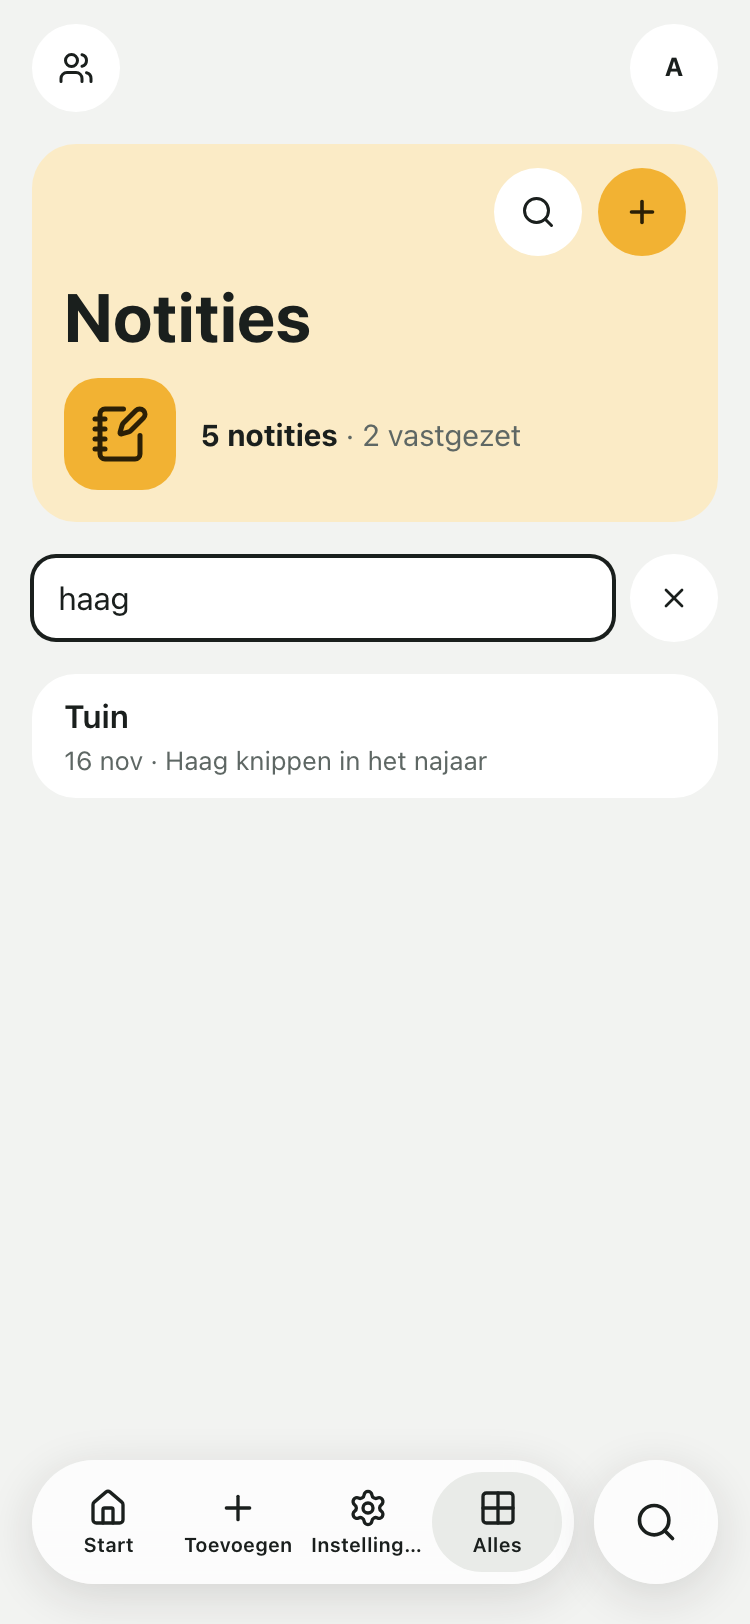 A
Notities
5 notities · 2 vastgezet
haag
Tuin
16 nov · Haag knippen in het najaar
Start
Toevoegen
Instelling...
Alles